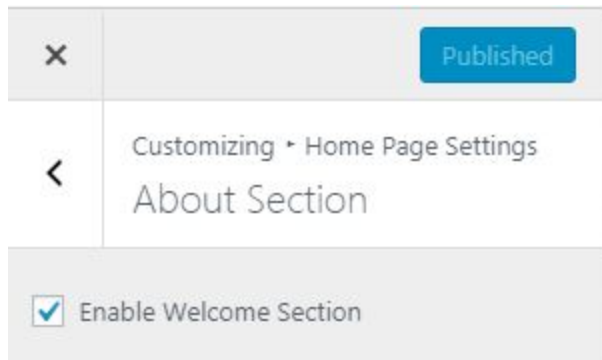 Published
Customizing ▸ Home Page Settings
About Section
Enable Welcome Section